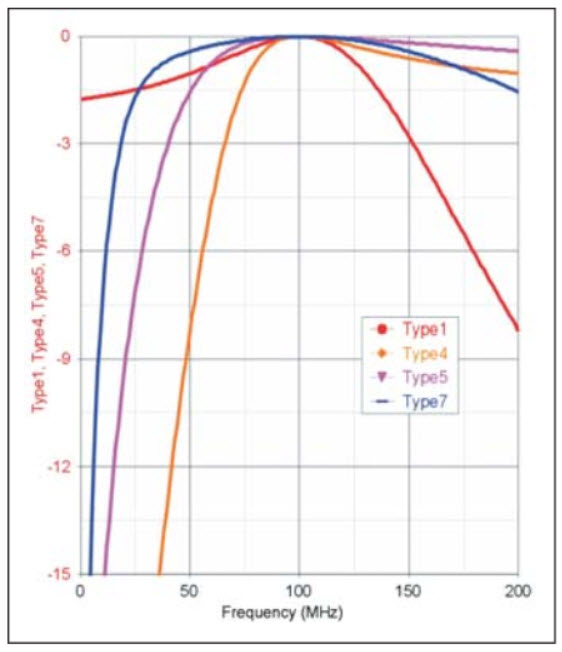 0
-3
-6
-9
-12
-15
Type1, Type4, Type5, Type7
Type1
Type4
Type5
Type7
0 50 100 150 200
Frequency (MHz)